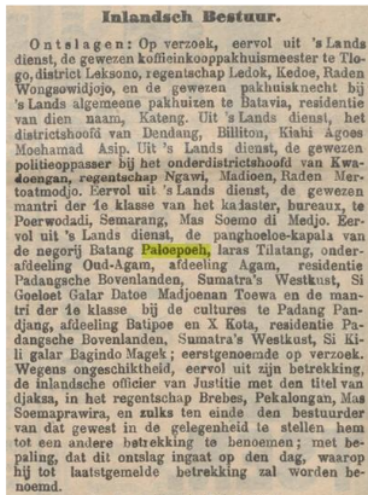 Inlandsch Bestuur.
Ontslagen: Op verzoek, eervol uit 's Lands
dienst, de gewezen koffieinkooppakhuismeester te Tlo-
go, district Leksono, regentschap Ledok, Kedoe, Raden
Wongsowidjojo, en de gewezen pakhuisknecht bij
's Lands algemeene pakhuizen te Batavia, residentie
van dien naam, Kateng. Uit 's Lands dienst, het
districtshoofd van Dendang, Billiton, Kiahi Agoes
Moehamad Asip. Uit 's Lands dienst, de gewezen
politieoppasser bij het onderdistrictshoofd van Kwa-
doengan, regentschap Ngawi, Madioen, Raden Mer-
toatmodjo. Eervol uit 's Lands dienst, de gewezen
mantri der 1e klasse van het kadaster, bureaux, te
Poerwodadi, Semarang, Mas Soemo di Medjo. Eer-
vol uit 's Lands dienst, de panghoeloe-kapala van
de negorij Batang Paloepoeh, laras Tilatang, onder-
afdeeling Oud-Agam, afdeeling Agam, residentie
Padangsche Bovenlanden, Sumatra's Westkust, Si
Goeloet Galar Datoe Madjoenan Toewa en de man-
tri der 1e klasse bij de cultures te Padang Pan-
djang, afdeeling Batipoe en X Kota, residentie Pa-
dangsche Bovenlanden, Sumatra's Westkust, Si Ki-
li galar Bagindo Magek; eerstgenoemde op verzoek.
Wegens ongeschiktheid, eervol uit zijn betrekking,
de inlandsche officier van Justitie met den titel van
djaksa, in het regentschap Brebes, Pekalongan, Mas
Soemaprawira, en zulks ten einde den bestuurder
van dat gewest in de gelegenheid te stellen hem
tot een andere betrekking te benoemen; met be-
paling, dat dit ontslag ingaat op den dag, waarop
hij tot laatstgemelde betrekking zal worden be-
noemd.